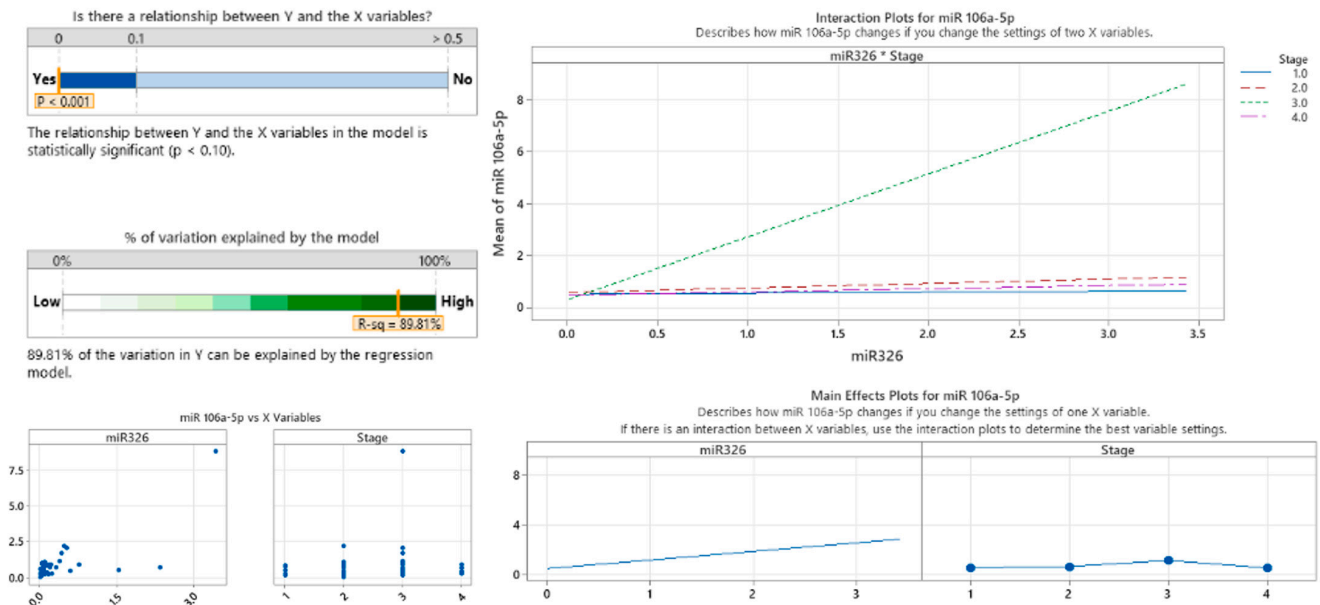 Is there a relationship between Y and the X variables?
0 0.1 > 0.5
Yes No
P < 0.001
The relationship between Y and the X variables in the model is
statistically significant (p < 0.10).
% of variation explained by the model
0% 100%
Low High
R-sq = 89.81%
89.81% of the variation in Y can be explained by the regression
model.
miR 106a-5p vs X Variables
miR326 Stage
7.5
5.0
2.5
0.0
0.0 1.5 3.0 1 2 3 4
Interaction Plots for miR 106a-5p
Describes how miR 106a-5p changes if you change the settings of two X variables.
miR326 * Stage
Stage
1.0
2.0
3.0
4.0
Mean of miR 106a-5p
8
6
4
2
0
0.0 0.5 1.0 1.5 2.0 2.5 3.0 3.5
miR326
Main Effects Plots for miR 106a-5p
Describes how miR 106a-5p changes if you change the settings of one X variable.
If there is an interaction between X variables, use the interaction plots to determine the best variable settings.
miR326 Stage
8
4
0
0 1 2 3 1 2 3 4